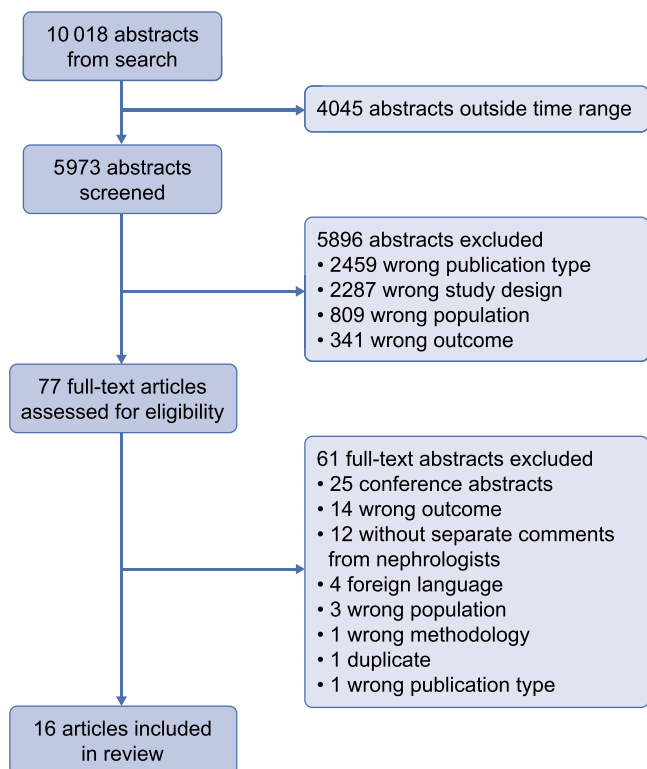 10 018 abstracts
from search
4045 abstracts outside time range
5973 abstracts
screened
5896 abstracts excluded
• 2459 wrong publication type
• 2287 wrong study design
• 809 wrong population
• 341 wrong outcome
77 full-text articles
assessed for eligibility
61 full-text abstracts excluded
• 25 conference abstracts
• 14 wrong outcome
• 12 without separate comments
from nephrologists
• 4 foreign language
• 3 wrong population
• 1 wrong methodology
• 1 duplicate
• 1 wrong publication type
16 articles included
in review